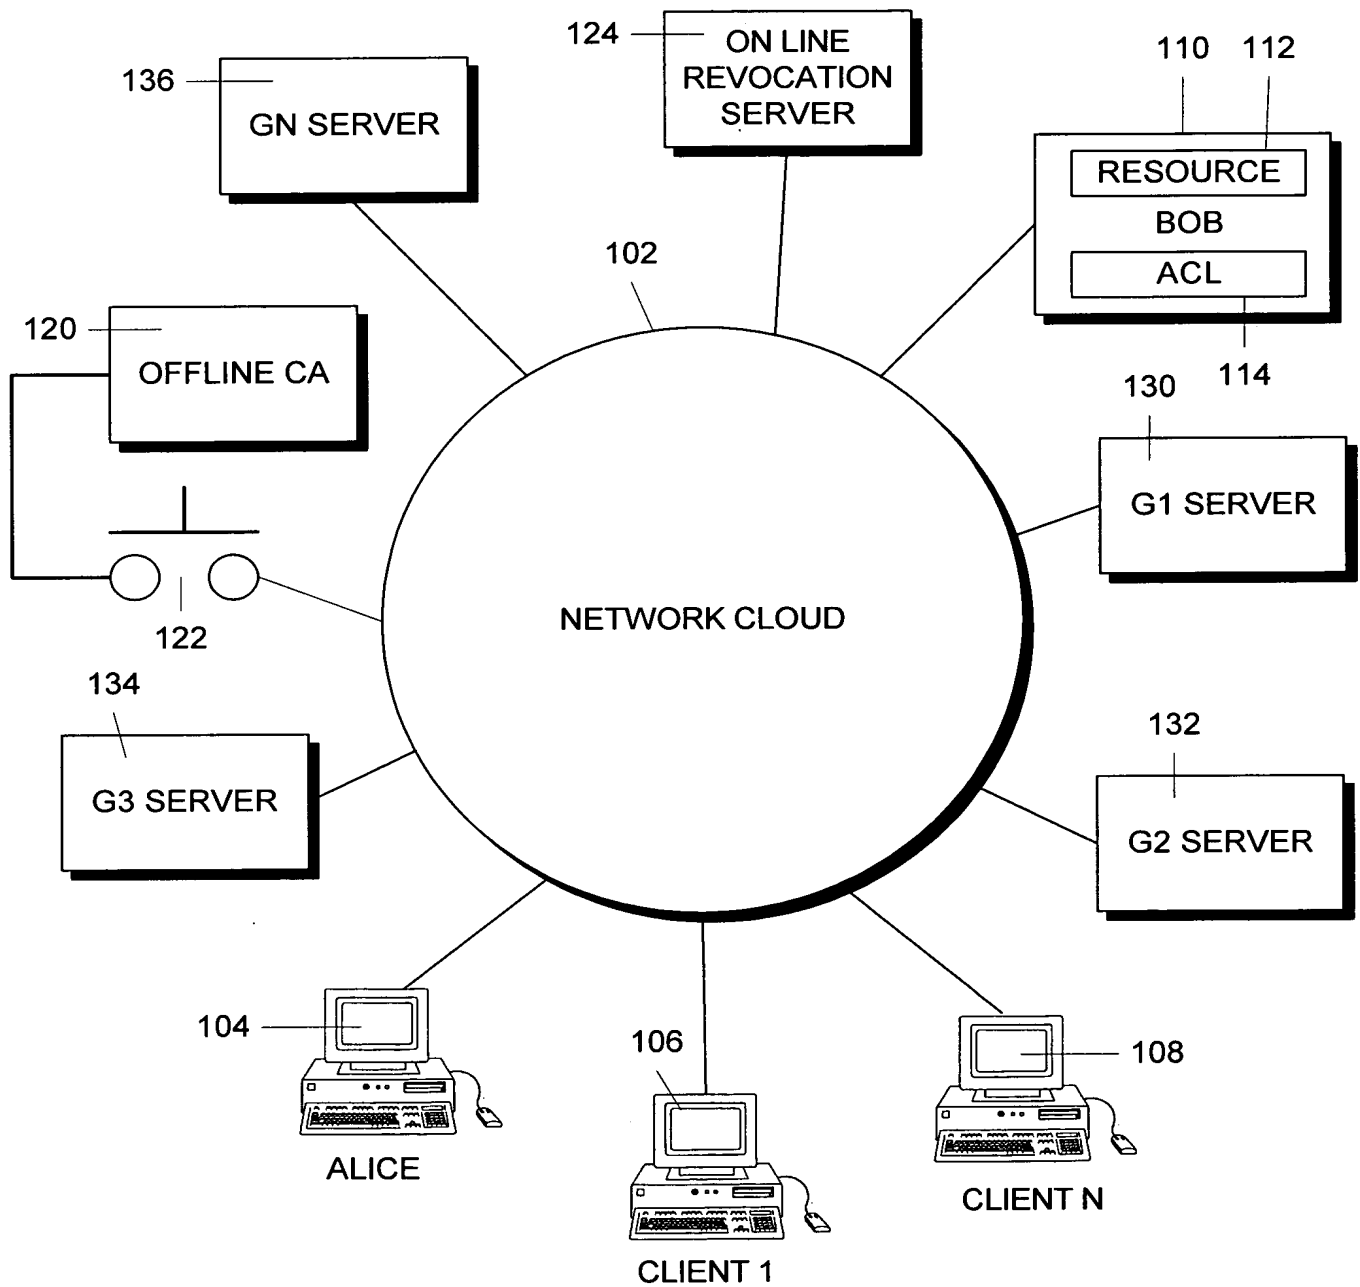 124
ON LINE
REVOCATION
SERVER
110
112
136
GN SERVER
RESOURCE
BOB
ACL
114
102
120
OFFLINE CA
130
G1 SERVER
122
NETWORK CLOUD
134
G3 SERVER
132
G2 SERVER
104
ALICE
106
CLIENT 1
108
CLIENT N